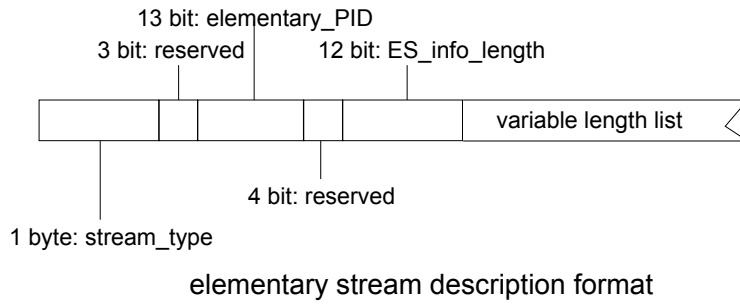 13 bit: elementary_PID
3 bit: reserved
12 bit: ES_info_length
variable length list
4 bit: reserved
1 byte: stream_type
elementary stream description format